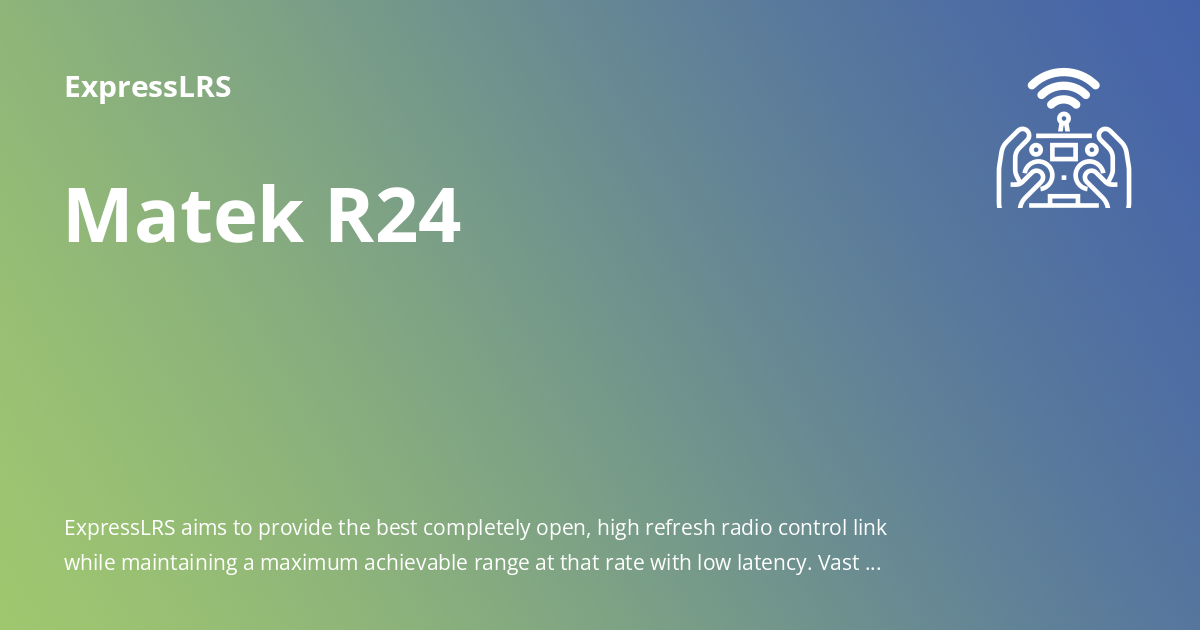 ExpressLRS
Matek R24
ExpressLRS aims to provide the best completely open, high refresh radio control link
while maintaining a maximum achievable range at that rate with low latency. Vast ...